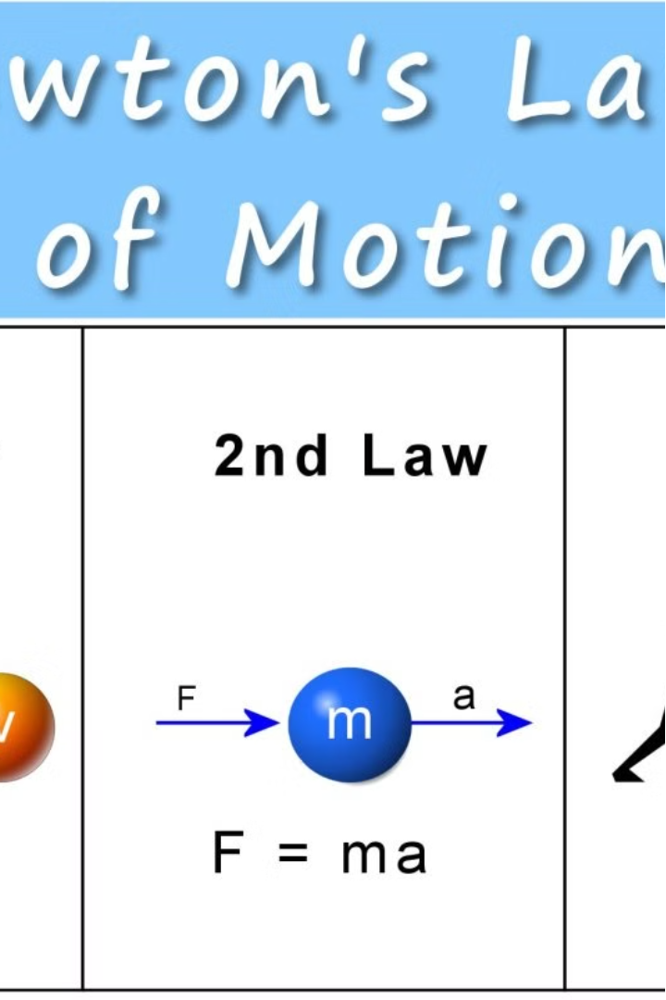 wton's La
of Motion
2nd Law
v
F
m
a
F = ma